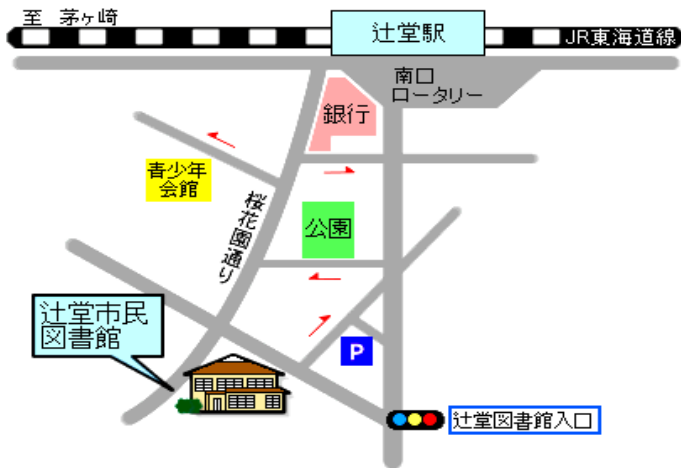 至 茅ヶ崎
辻堂駅
JR東海道線
南口
ロータリー
銀行
青少年
会館
桜花園通り
公園
辻堂市民
図書館
P
辻堂図書館入口